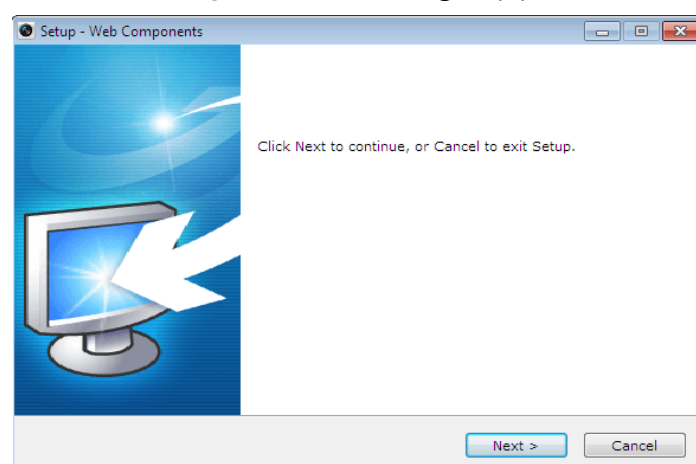 Setup - Web Components
Click Next to continue, or Cancel to exit Setup.
Next >
Cancel